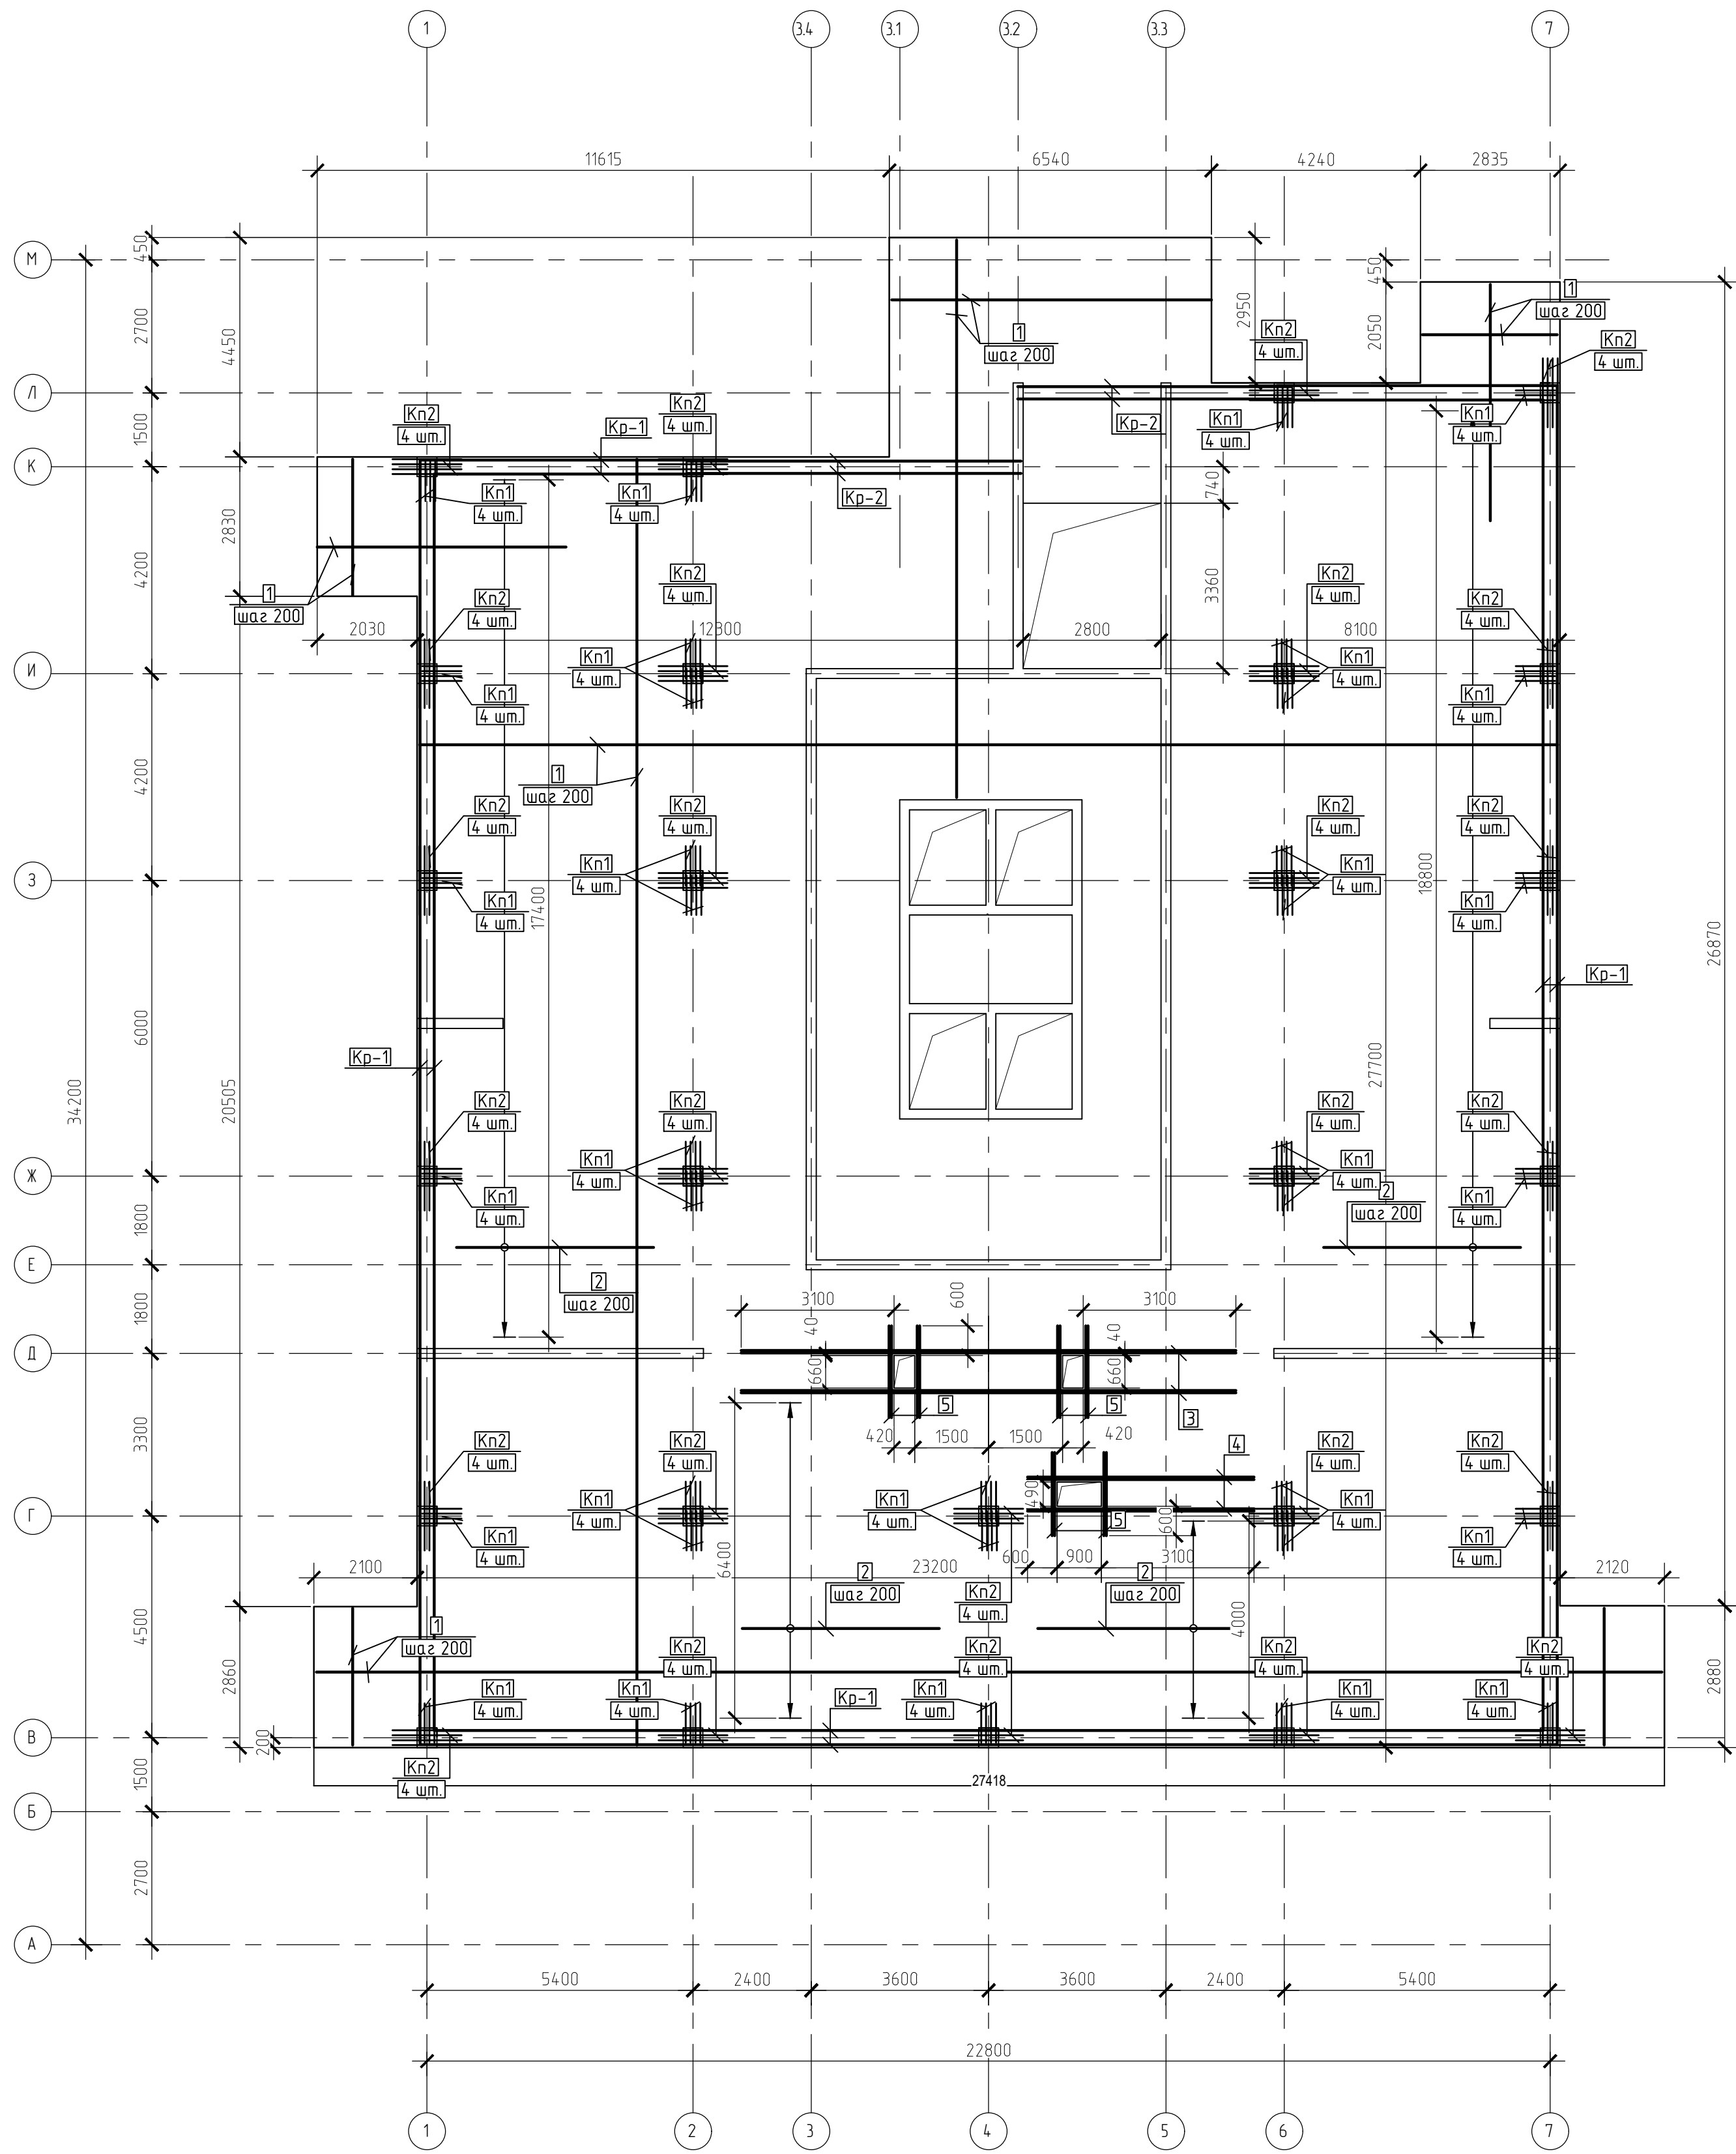 1
3.4
3.1
3.2
3.3
7
11615
6540
4240
2835
М
450
2700
4450
2950
450
2050
1
шаг 200
1
шаг 200
Кп2
4 шт.
Кп2
4 шт.
Л
1500
Кп2
4 шт.
Кр-1
Кп2
4 шт.
Кр-2
Кп1
4 шт.
Кп1
4 шт.
К
Кп1
4 шт.
Кп1
4 шт.
Кр-2
740
2830
4200
3360
1
шаг 200
Кп2
4 шт.
Кп2
4 шт.
Кп2
4 шт.
Кп2
4 шт.
2030
12300
2800
8100
И
Кп1
4 шт.
Кп1
4 шт.
Кп1
4 шт.
Кп1
4 шт.
4200
1
шаг 200
Кп2
4 шт.
Кп2
4 шт.
Кп2
4 шт.
Кп2
4 шт.
З
Кп1
4 шт.
Кп1
4 шт.
Кп1
4 шт.
Кп1
4 шт.
17400
18800
26870
Кр-1
6000
Кр-1
27700
34200
20505
Кп2
4 шт.
Кп2
4 шт.
Кп2
4 шт.
Кп2
4 шт.
Ж
Кп1
4 шт.
Кп1
4 шт.
Кп1
4 шт.
Кп1
4 шт.
1800
2
шаг 200
Е
2
шаг 200
1800
3100
600
3100
40
40
Д
660
660
5
5
3
3300
420
1500
1500
420
Кп2
4 шт.
Кп2
4 шт.
4
Кп2
4 шт.
Кп2
4 шт.
490
Г
Кп1
4 шт.
Кп1
4 шт.
Кп1
4 шт.
5
600
Кп1
4 шт.
Кп1
4 шт.
6400
2100
23200
600
900
3100
2120
2
шаг 200
Кп2
4 шт.
2
шаг 200
4000
4500
1
шаг 200
Кп2
4 шт.
Кп2
4 шт.
Кп2
4 шт.
Кп2
4 шт.
2860
2880
Кп1
4 шт.
Кп1
4 шт.
Кр-1
Кп1
4 шт.
Кп1
4 шт.
Кп1
4 шт.
В
200
1500
Кп2
4 шт.
27418
Б
2700
А
5400
2400
3600
3600
2400
5400
22800
1
2
3
4
5
6
7